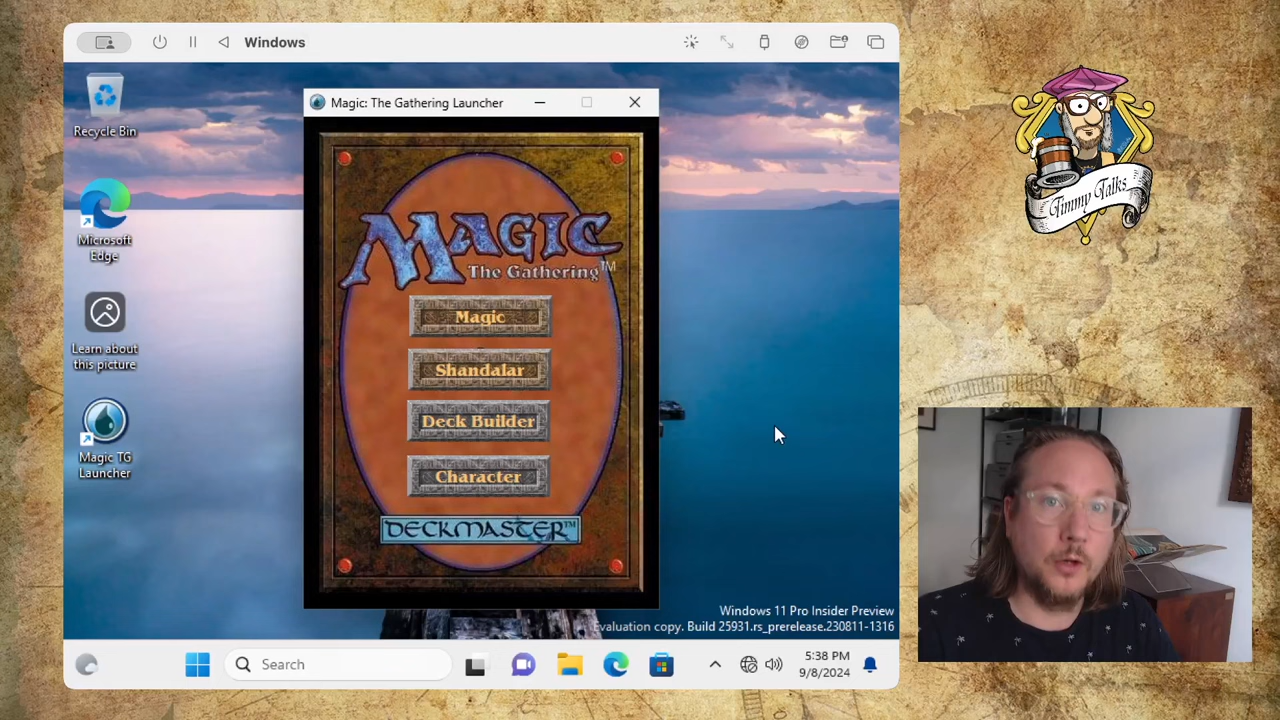 Windows
Recycle Bin
Microsoft
Edge
Learn about
this picture
Magic TG
Launcher
Magic: The Gathering Launcher
MAGIC
The Gathering™
Magic
Shandalar
Deck Builder
Character
DECKMASTER™
Windows 11 Pro Insider Preview
Evaluation copy. Build 25931.rs_prerelease.230811-1316
Search
5:38 PM
9/8/2024
Timmy Talks